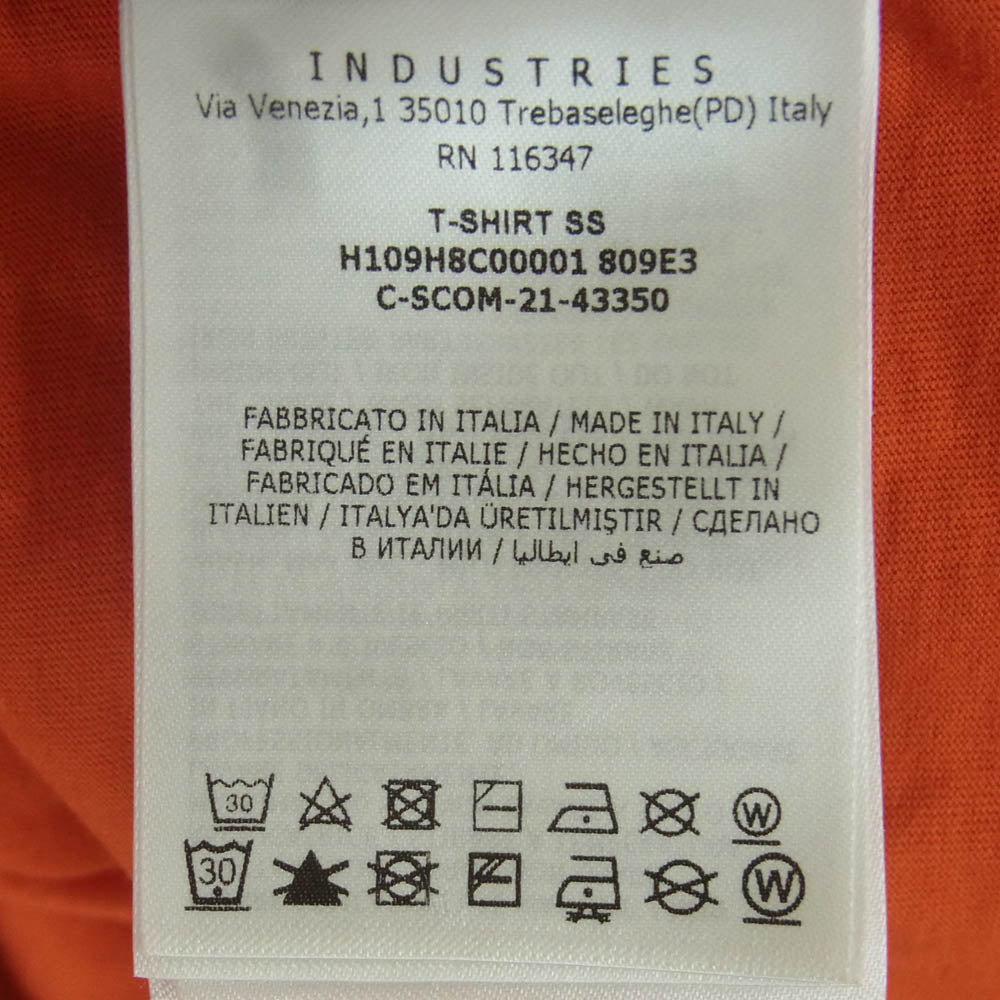 INDUSTRIES
Via Venezia,1 35010 Trebaseleghe(PD) Italy
RN 116347
T-SHIRT SS
H109H8C00001 809E3
C-SCOM-21-43350
FABBRICATO IN ITALIA / MADE IN ITALY /
FABRIQUÉ EN ITALIE / HECHO EN ITALIA /
FABRICADO EM ITÁLIA / HERGESTELLT IN
ITALIEN / ITALYA'DA ÜRETILMIŞTIR / СДЕЛАНО
В ИТАЛИИ / صنع فى ايطاليا
30 W
30 W